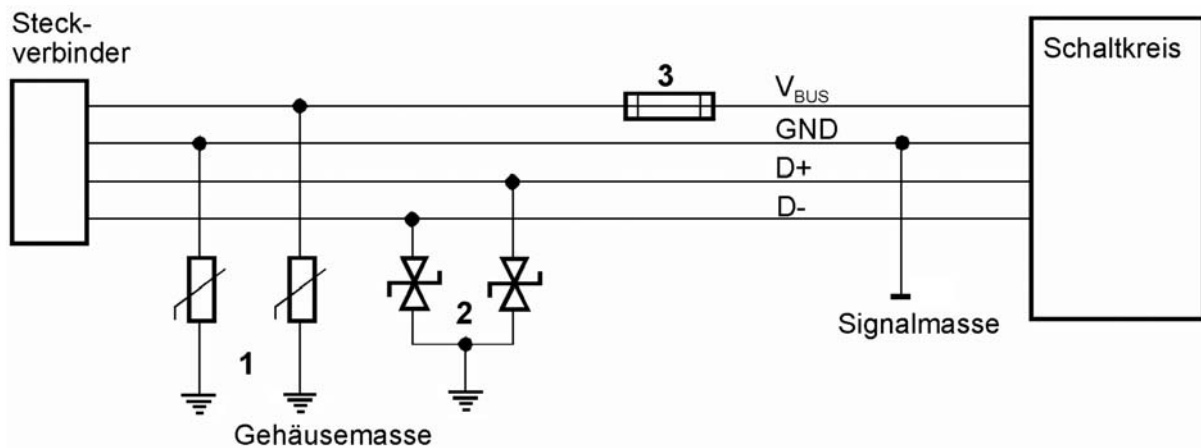 Steck-
verbinder
Schaltkreis
3
V_BUS
GND
D+
D-
2
1
Signalmasse
Gehäusemasse